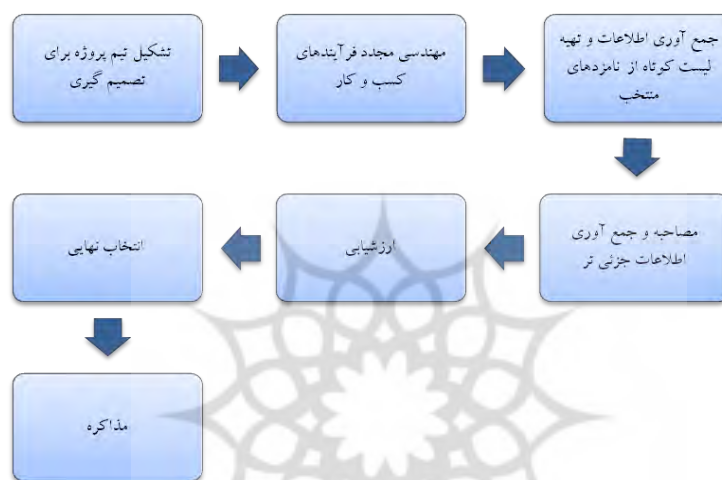 تشکیل تیم پروژه برای
تصمیم گیری
مهندسی مجدد فرآیندهای
کسب و کار
جمع آوری اطلاعات و تهیه
لیست کوتاه از نامزدهای
منتخب
مصاحبه و جمع آوری
اطلاعات جزئی تر
ارزشیابی
انتخاب نهایی
مذاکره